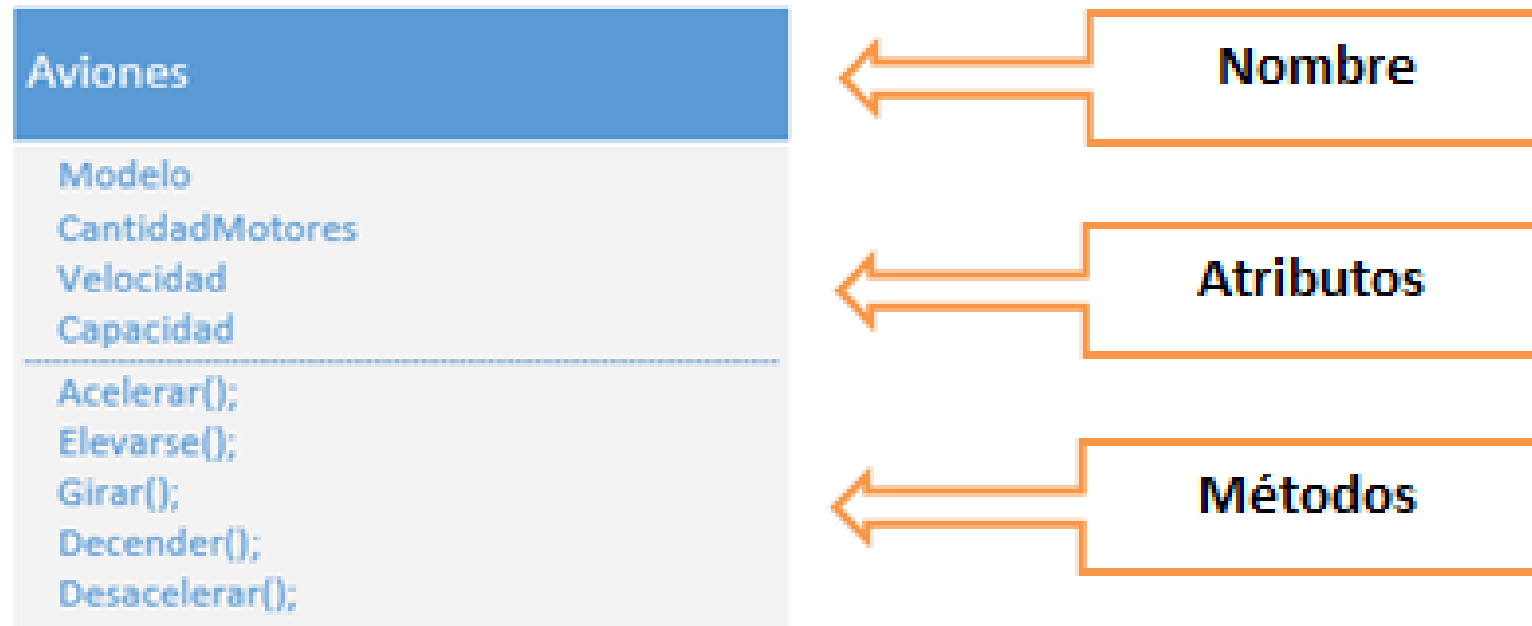 Aviones
Nombre
Modelo
CantidadMotores
Velocidad
Capacidad
Atributos
Acelerar();
Elevarse();
Girar();
Decender();
Desacelerar();
Métodos